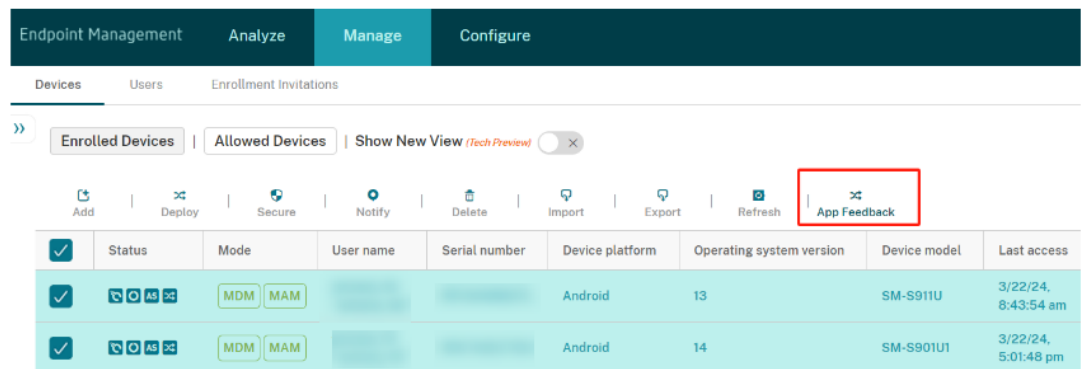 Endpoint Management Analyze Manage Configure
Devices Users Enrollment Invitations
Enrolled Devices | Allowed Devices | Show New View (Tech Preview)
Add | Deploy | Secure | Notify | Delete | Import | Export | Refresh | App Feedback
Status Mode User name Serial number Device platform Operating system version Device model Last access
AS MDM MAM Android 13 SM-S911U 3/22/24,
8:43:54 am
AS MDM MAM Android 14 SM-S901U1 3/22/24,
5:01:48 pm